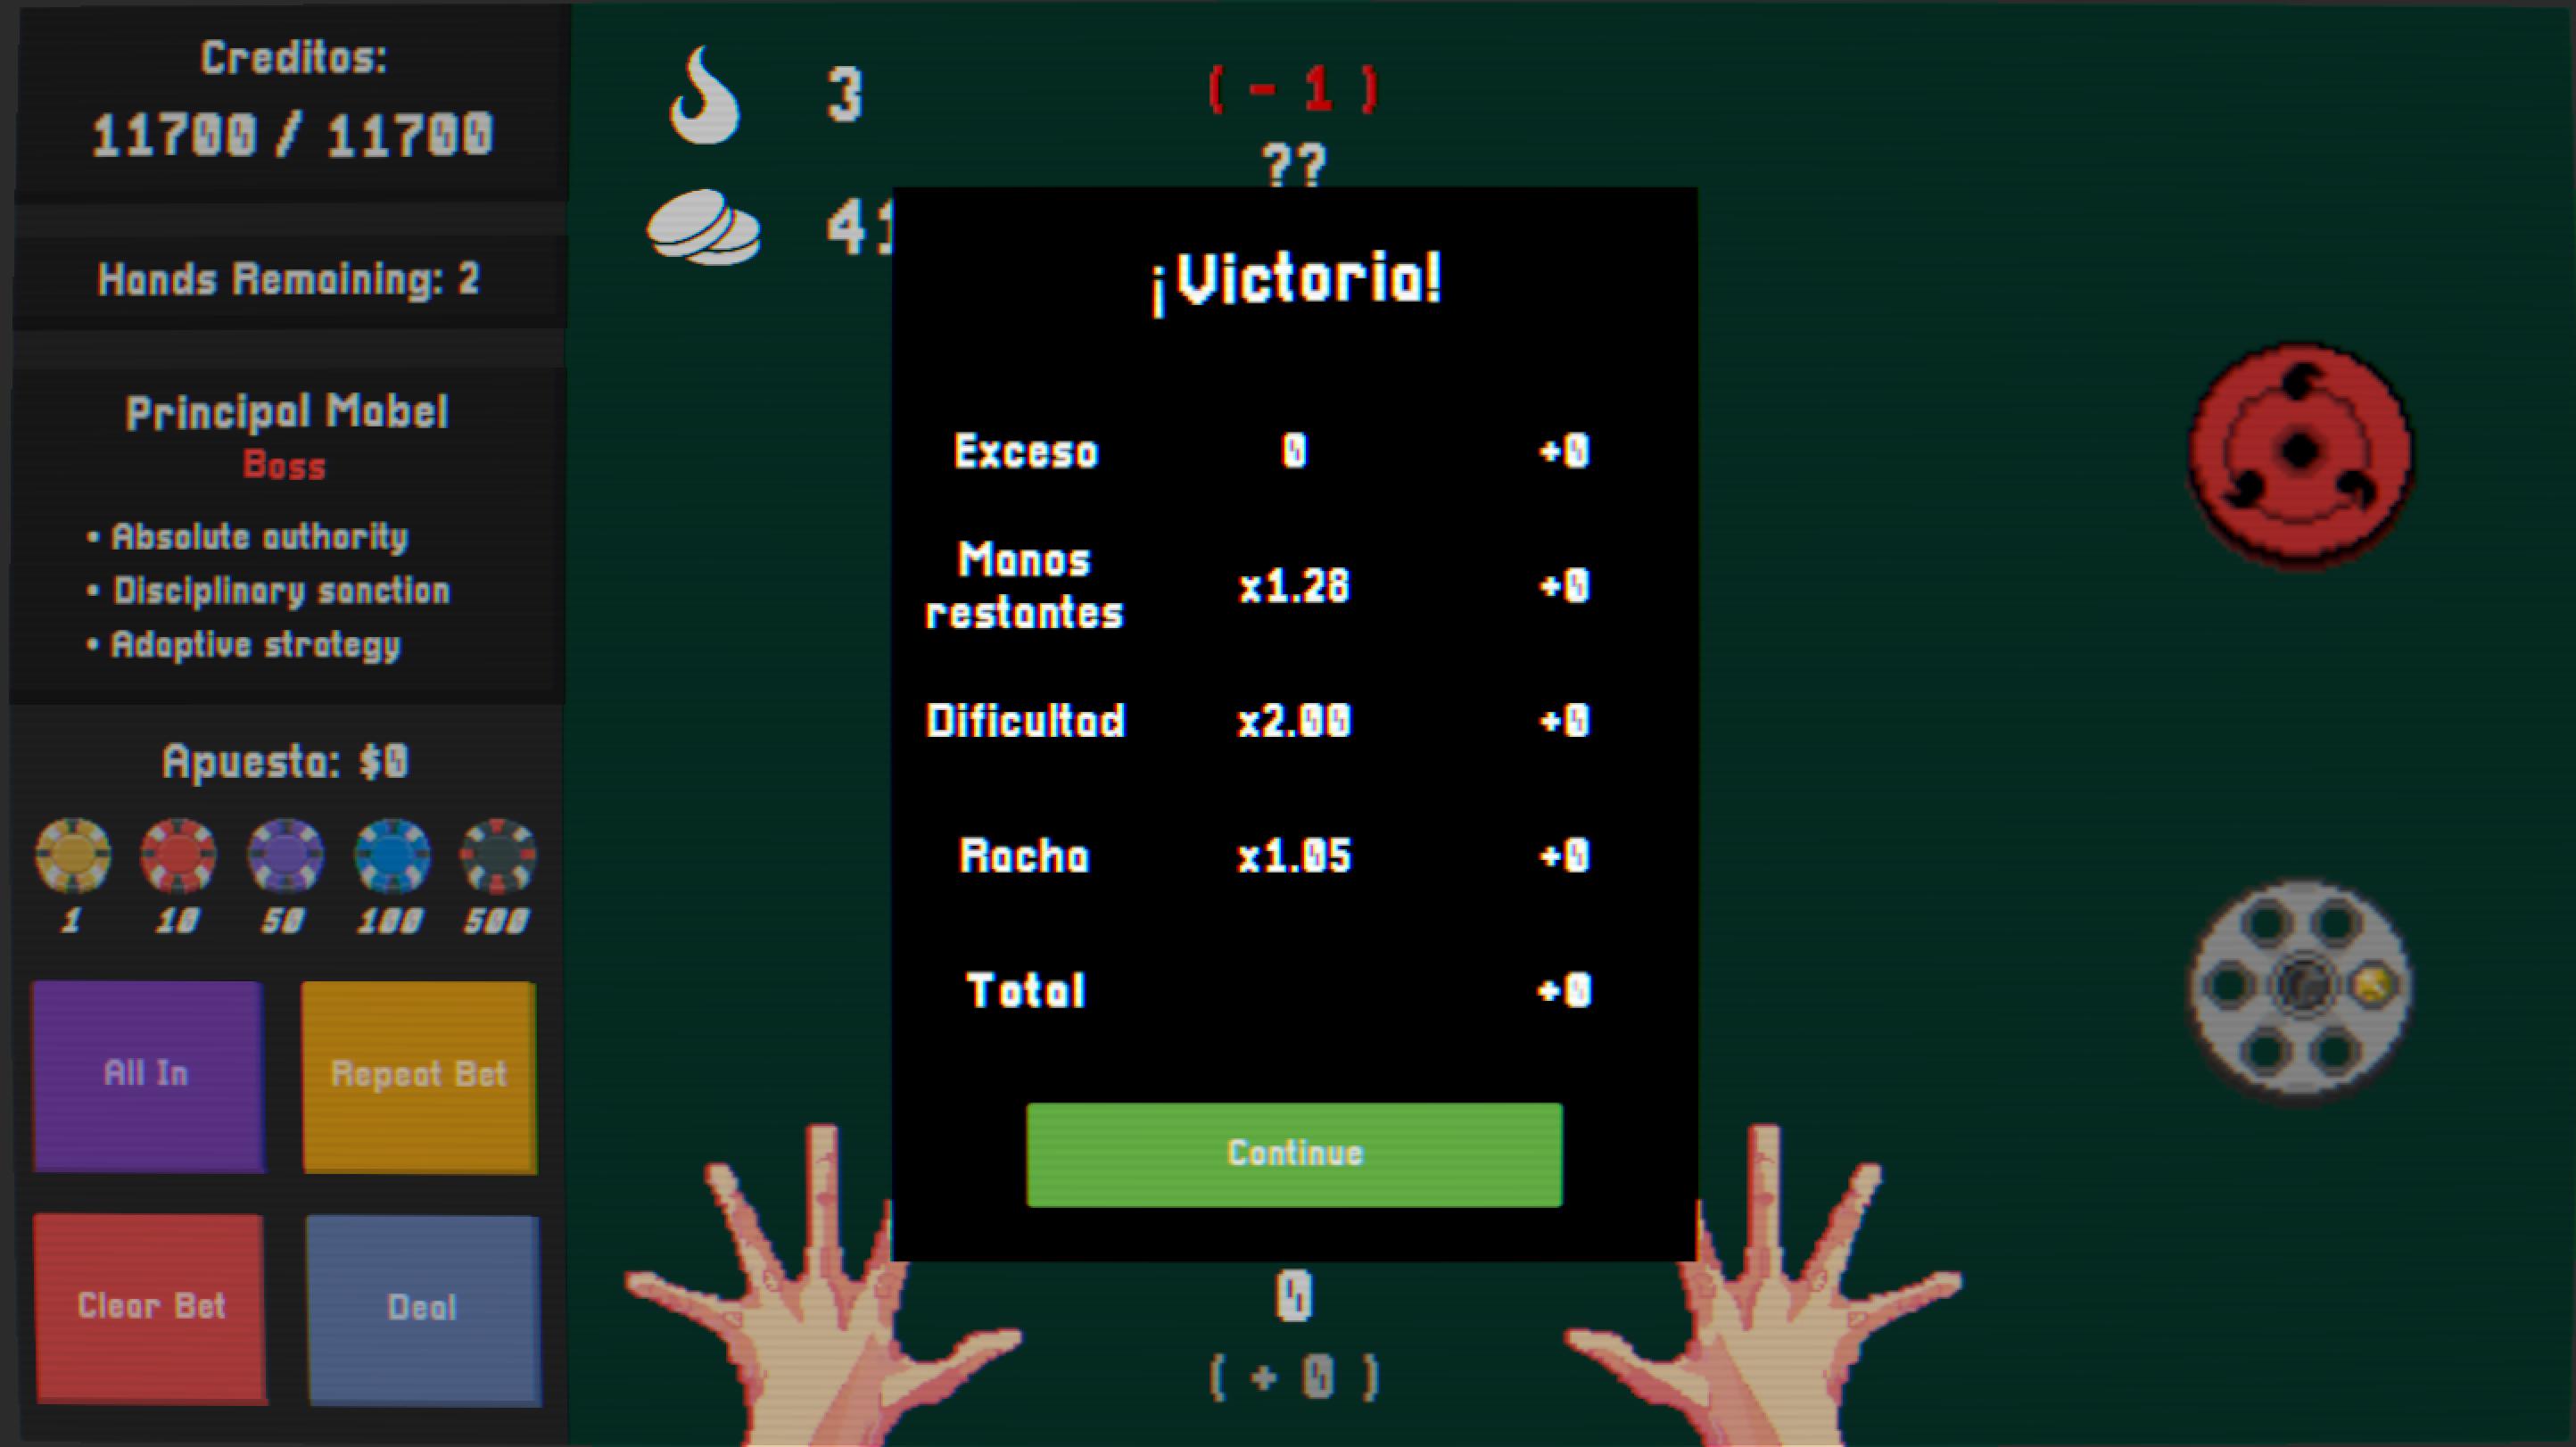 Creditos:
11700 / 11700
Hands Remaining: 2
Principal Mabel
Boss
• Absolute authority
• Disciplinary sanction
• Adaptive strategy
Apuesta: $0
1 10 50 100 500
All In
Repeat Bet
Clear Bet
Deal
3
41
( - 1 )
??
¡Victoria!
Exceso 0 +0
Manos
restantes x1.28 +0
Dificultad x2.00 +0
Racha x1.05 +0
Total +0
Continue
0
( + 0 )